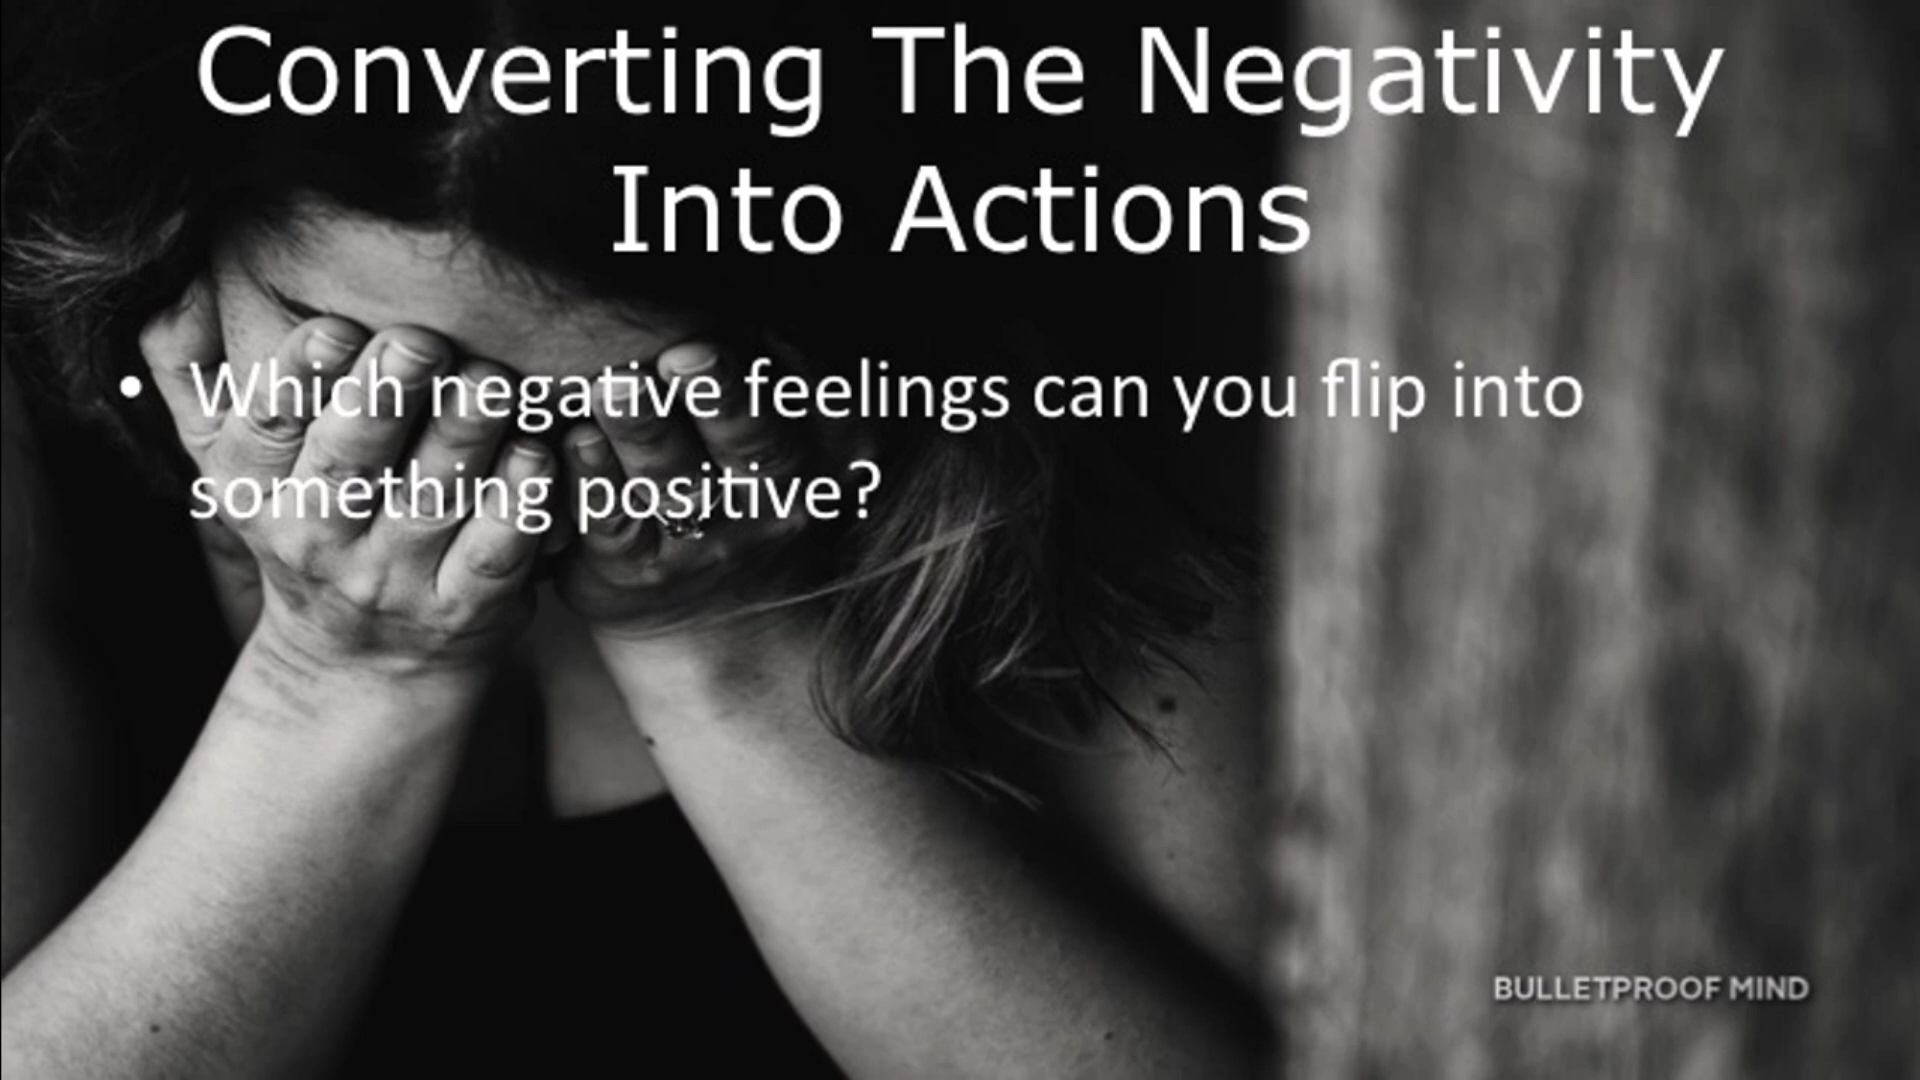 Converting The Negativity
Into Actions
• Which negative feelings can you flip into
something positive?
BULLETPROOF MIND